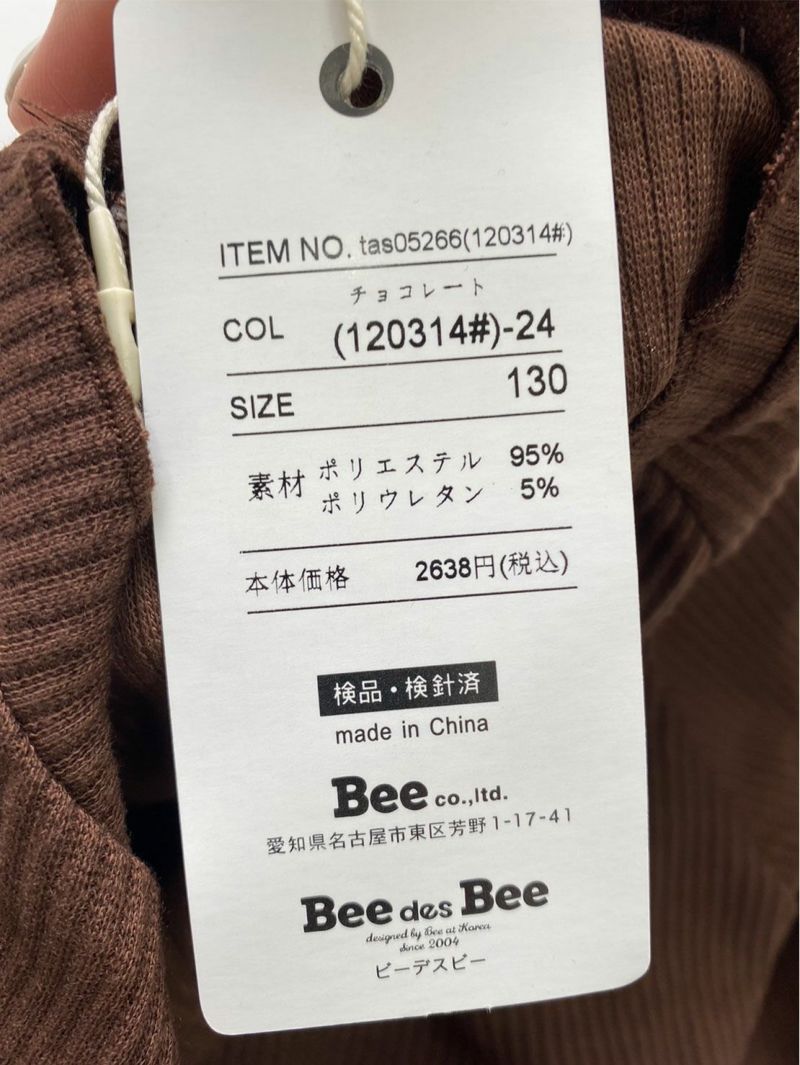 ITEM NO. tas05266(120314#)
チョコレート
COL (120314#)-24
SIZE 130
素材 ポリエステル 95%
ポリウレタン 5%
本体価格 2638円(税込)
検品・検針済
made in China
Bee co.,ltd.
愛知県名古屋市東区芳野1-17-41
Bee des Bee
designed by Bee at Korea
since 2004
ビーデスビー